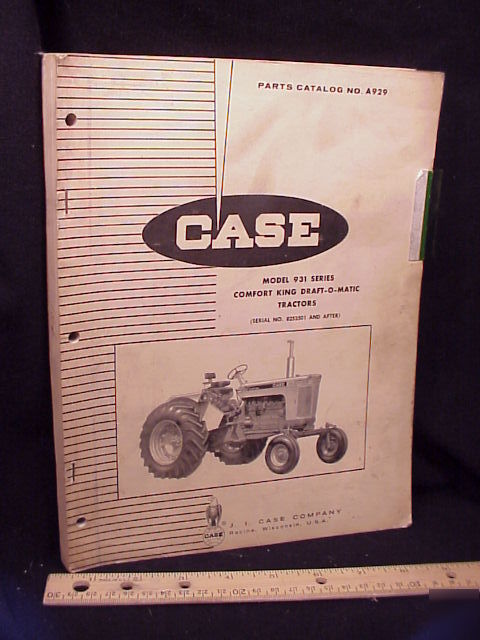 PARTS CATALOG NO. A929
CASE
MODEL 931 SERIES
COMFORT KING DRAFT-O-MATIC
TRACTORS
(SERIAL NO. 8253501 AND AFTER)
CASE
J. I. CASE COMPANY
Racine, Wisconsin, U.S.A.